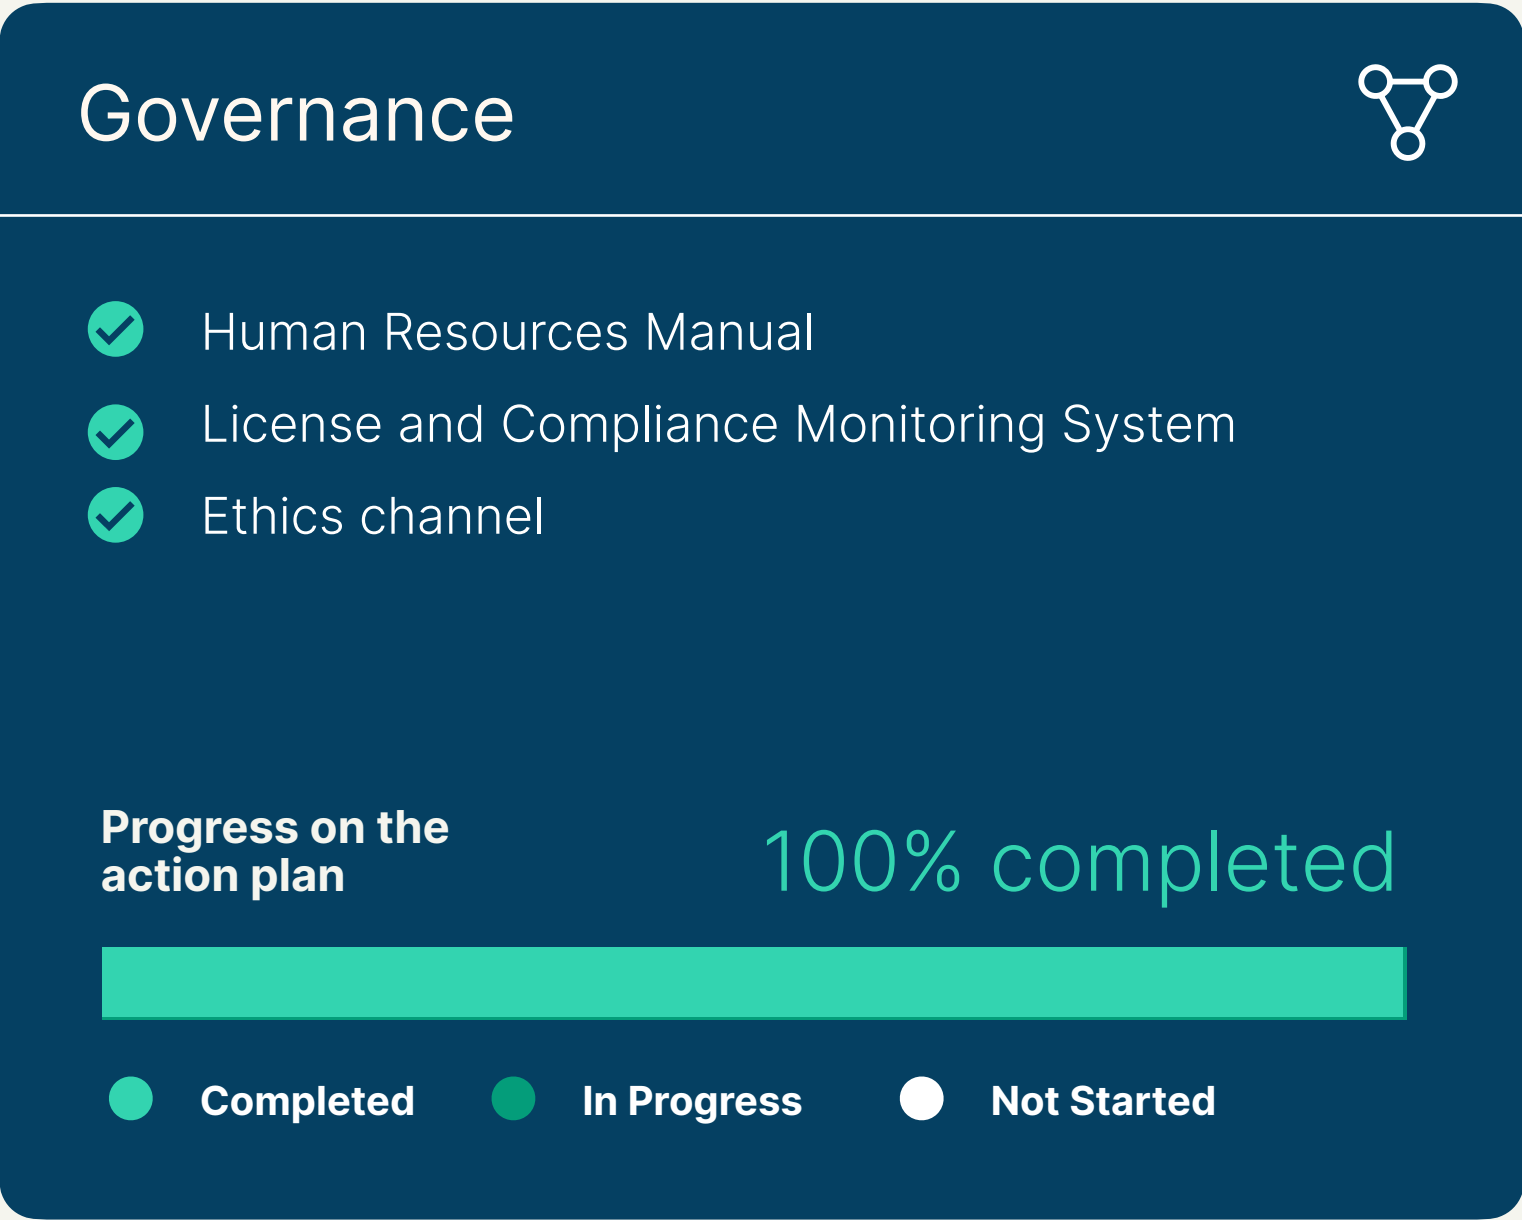 Governance
Human Resources Manual
License and Compliance Monitoring System
Ethics channel
Progress on the
action plan
100% completed
Completed
In Progress
Not Started